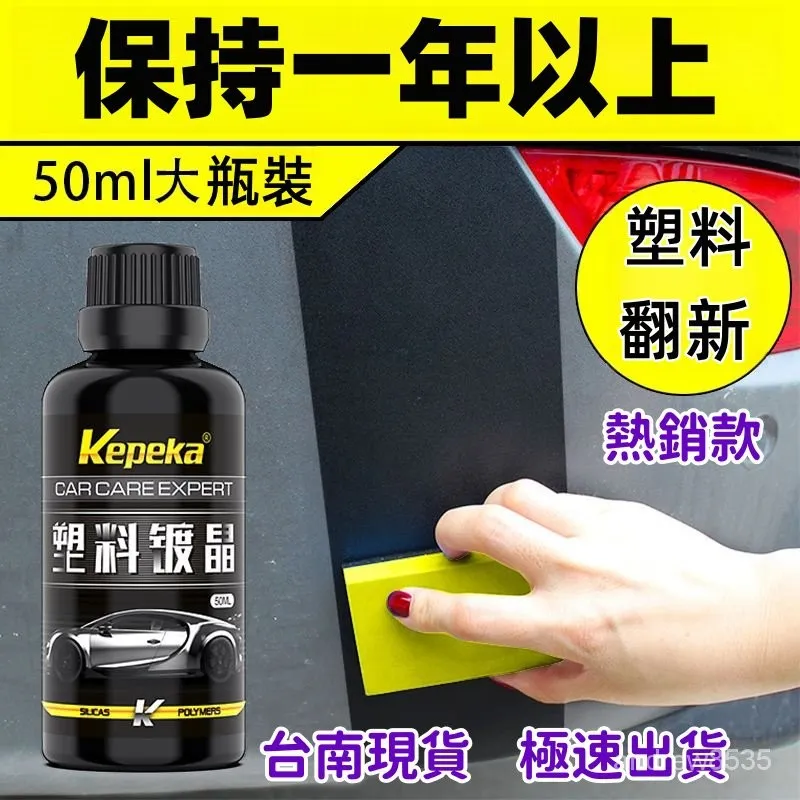 保持一年以上
50ml大瓶裝
塑料
翻新
熱銷款
Kepeka®
CAR CARE EXPERT
塑料镀晶
50ML
SILICAS K POLYMERS
台南現貨 極速出貨